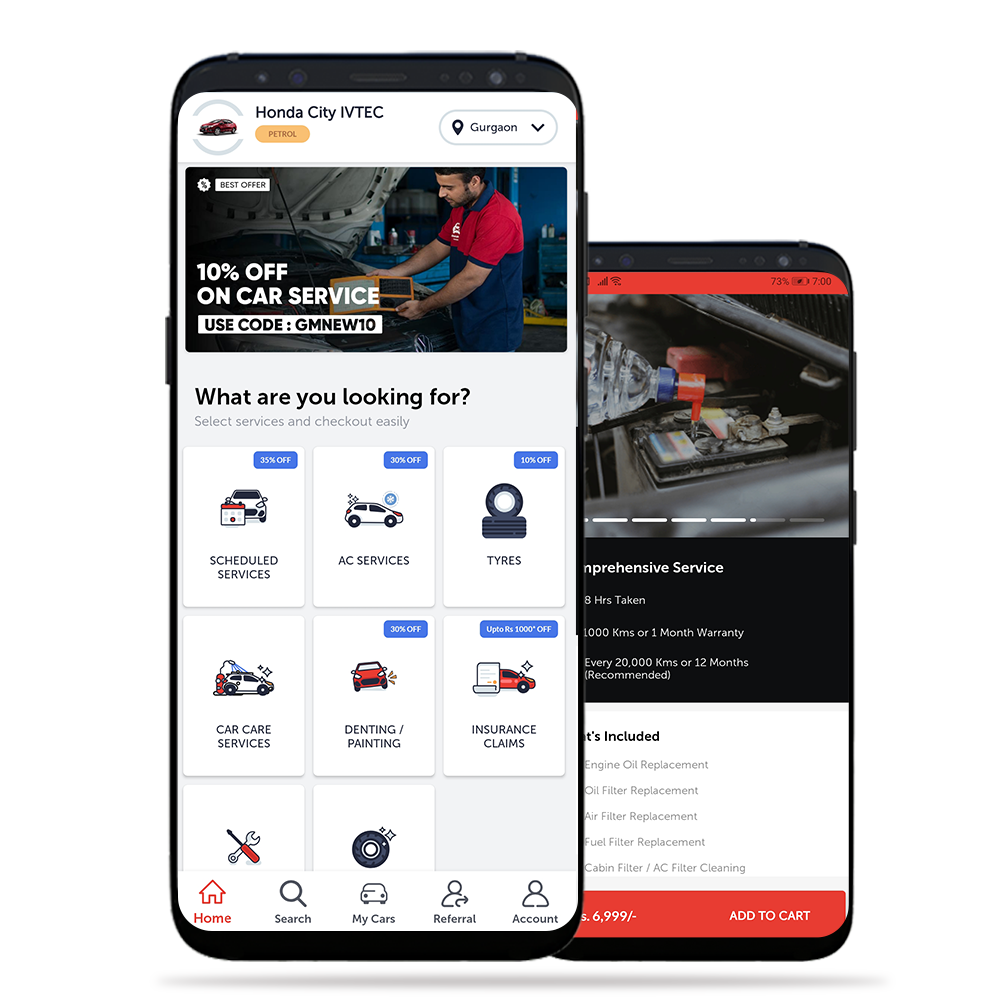 Honda City IVTEC
PETROL
Gurgaon
BEST OFFER
10% OFF
ON CAR SERVICE
USE CODE : GMNEW10
What are you looking for?
Select services and checkout easily
35% OFF
SCHEDULED
SERVICES
30% OFF
AC SERVICES
10% OFF
TYRES
CAR CARE
SERVICES
30% OFF
DENTING /
PAINTING
Upto Rs 1000* OFF
INSURANCE
CLAIMS
Home
Search
My Cars
Referral
Account
73% 7:00
mprehensive Service
8 Hrs Taken
1000 Kms or 1 Month Warranty
Every 20,000 Kms or 12 Months
(Recommended)
t's Included
Engine Oil Replacement
Oil Filter Replacement
Air Filter Replacement
Fuel Filter Replacement
Cabin Filter / AC Filter Cleaning
s. 6,999/-
ADD TO CART